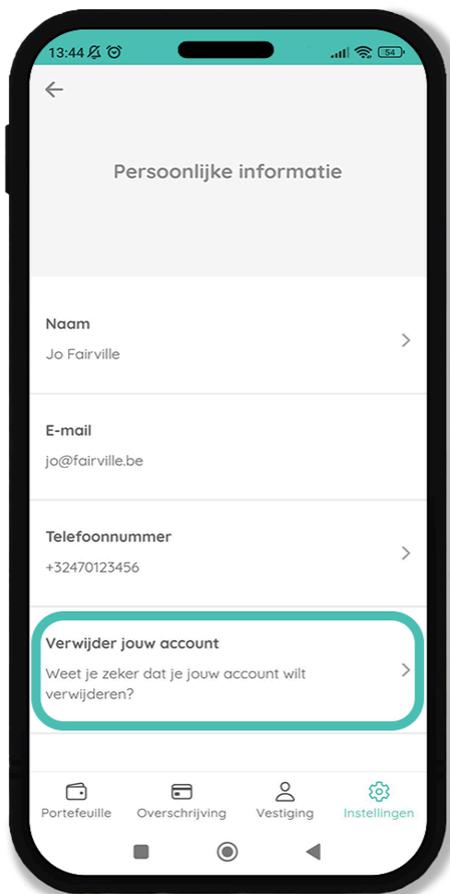 13:44
54
Persoonlijke informatie
Naam
Jo Fairville
E-mail
jo@fairville.be
Telefoonnummer
+32470123456
Verwijder jouw account
Weet je zeker dat je jouw account wilt
verwijderen?
Portefeuille Overschrijving Vestiging Instellingen